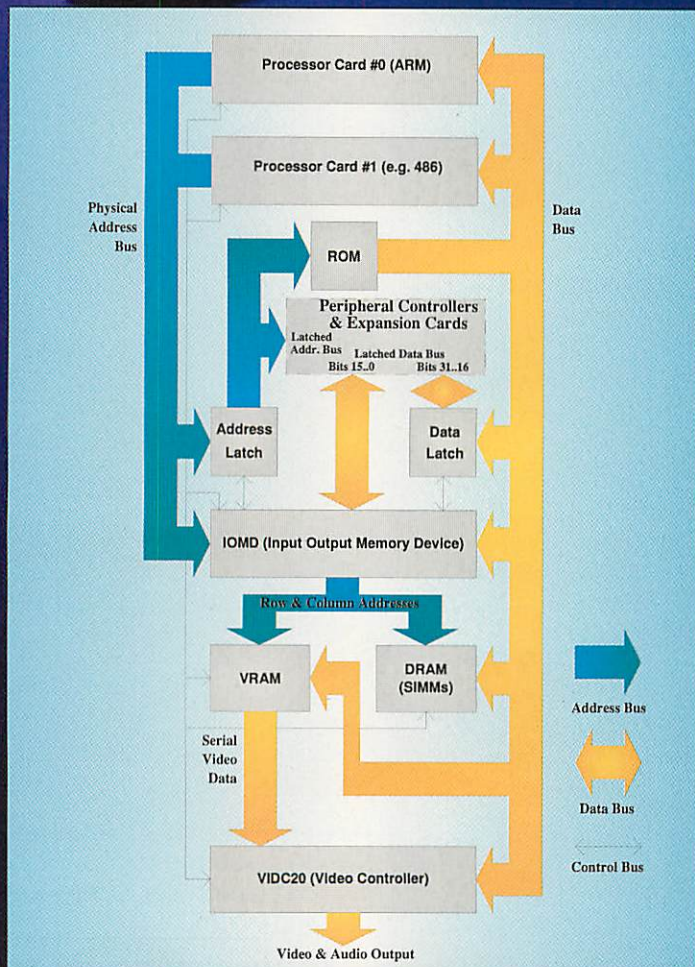 Processor Card #0 (ARM)
Processor Card #1 (e.g. 486)
Physical
Address
Bus
Data
Bus
ROM
Peripheral Controllers
& Expansion Cards
Latched
Addr. Bus
Latched Data Bus
Bits 15..0
Bits 31..16
Address
Latch
Data
Latch
IOMD (Input Output Memory Device)
Row & Column Addresses
VRAM
DRAM
(SIMMs)
Address Bus
Serial
Video
Data
Data Bus
VIDC20 (Video Controller)
Control Bus
Video & Audio Output